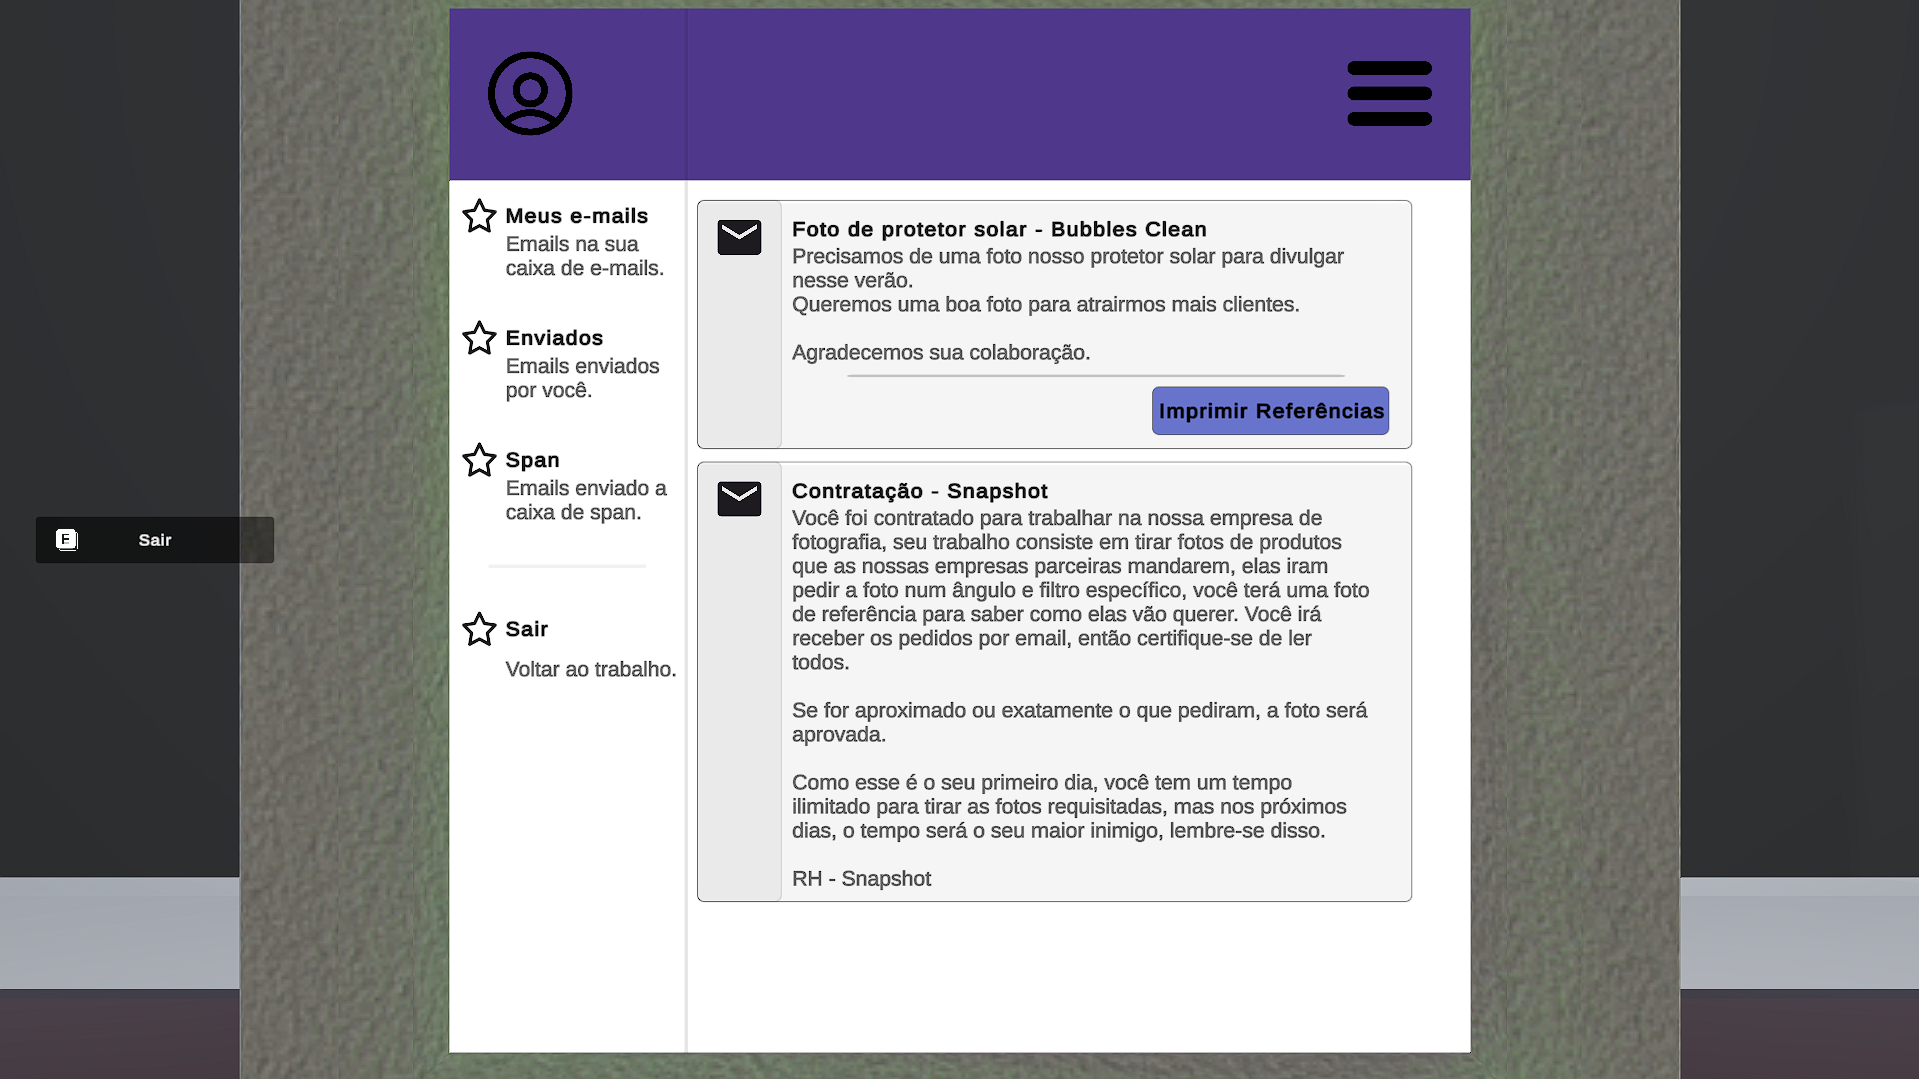 Meus e-mails
Emails na sua
caixa de e-mails.
Enviados
Emails enviados
por você.
Span
Emails enviado a
caixa de span.
Sair
Voltar ao trabalho.
Foto de protetor solar - Bubbles Clean
Precisamos de uma foto nosso protetor solar para divulgar
nesse verão.
Queremos uma boa foto para atrairmos mais clientes.
Agradecemos sua colaboração.
Imprimir Referências
Contratação - Snapshot
Você foi contratado para trabalhar na nossa empresa de
fotografia, seu trabalho consiste em tirar fotos de produtos
que as nossas empresas parceiras mandarem, elas iram
pedir a foto num ângulo e filtro específico, você terá uma foto
de referência para saber como elas vão querer. Você irá
receber os pedidos por email, então certifique-se de ler
todos.
Se for aproximado ou exatamente o que pediram, a foto será
aprovada.
Como esse é o seu primeiro dia, você tem um tempo
ilimitado para tirar as fotos requisitadas, mas nos próximos
dias, o tempo será o seu maior inimigo, lembre-se disso.
RH - Snapshot
E Sair